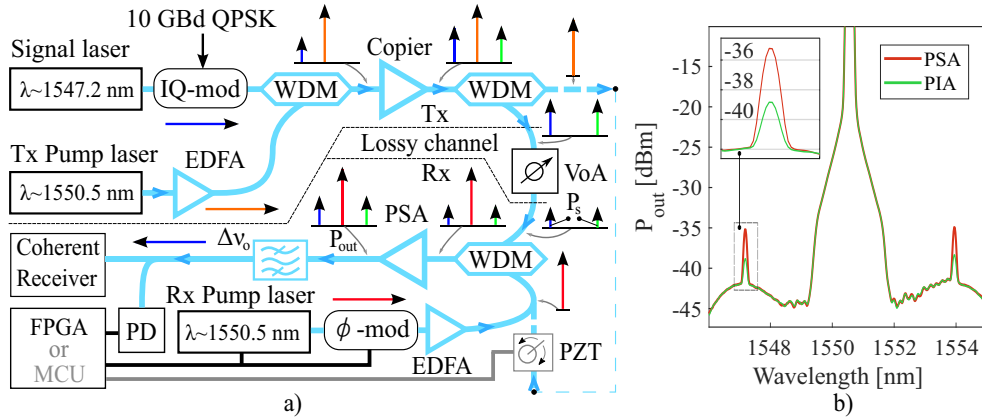 10 GBd QPSK
Signal laser
λ~1547.2 nm
IQ-mod
WDM
Copier
WDM
Tx
Tx Pump laser
EDFA
λ~1550.5 nm
Lossy channel
Rx
VoA
PSA
P_s
Δν_o
P_out
WDM
Coherent
Receiver
Rx Pump laser
FPGA
or
MCU
PD
λ~1550.5 nm
ϕ -mod
EDFA
PZT
a)
P_out [dBm]
-15
-20
-25
-30
-35
-40
-45
-36
-38
-40
PSA
PIA
1548
1550
1552
1554
Wavelength [nm]
b)